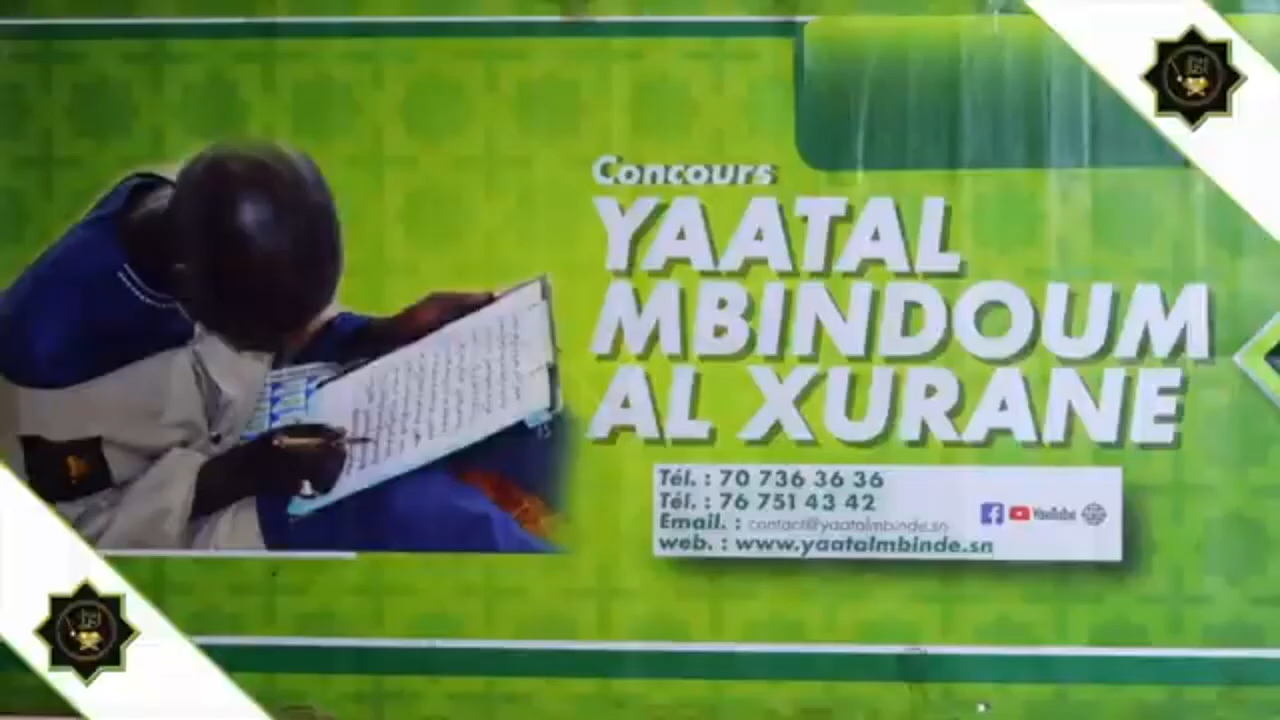 Concours
YAATAL
MBINDOUM
AL XURANE
Tél. : 70 736 36 36
Tél. : 76 751 43 42
Email. : contact@yaatalmbinde.sn
YouTube
web. : www.yaatalmbinde.sn